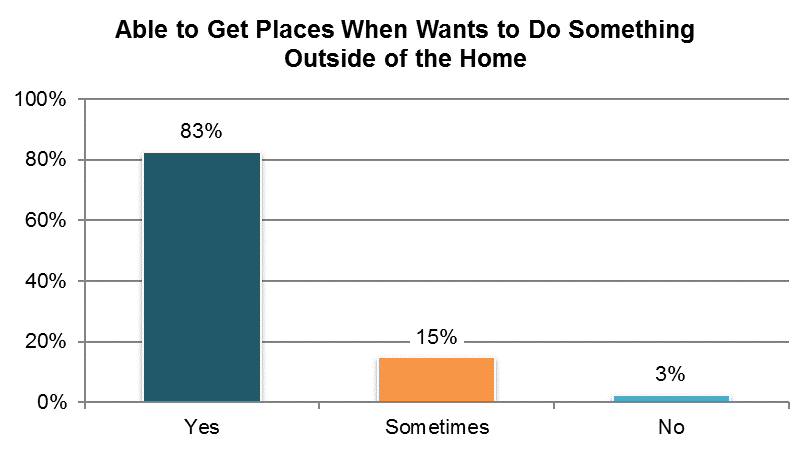 Able to Get Places When Wants to Do Something
Outside of the Home
100%
83%
80%
60%
40%
20%
15%
3%
0%
Yes
Sometimes
No